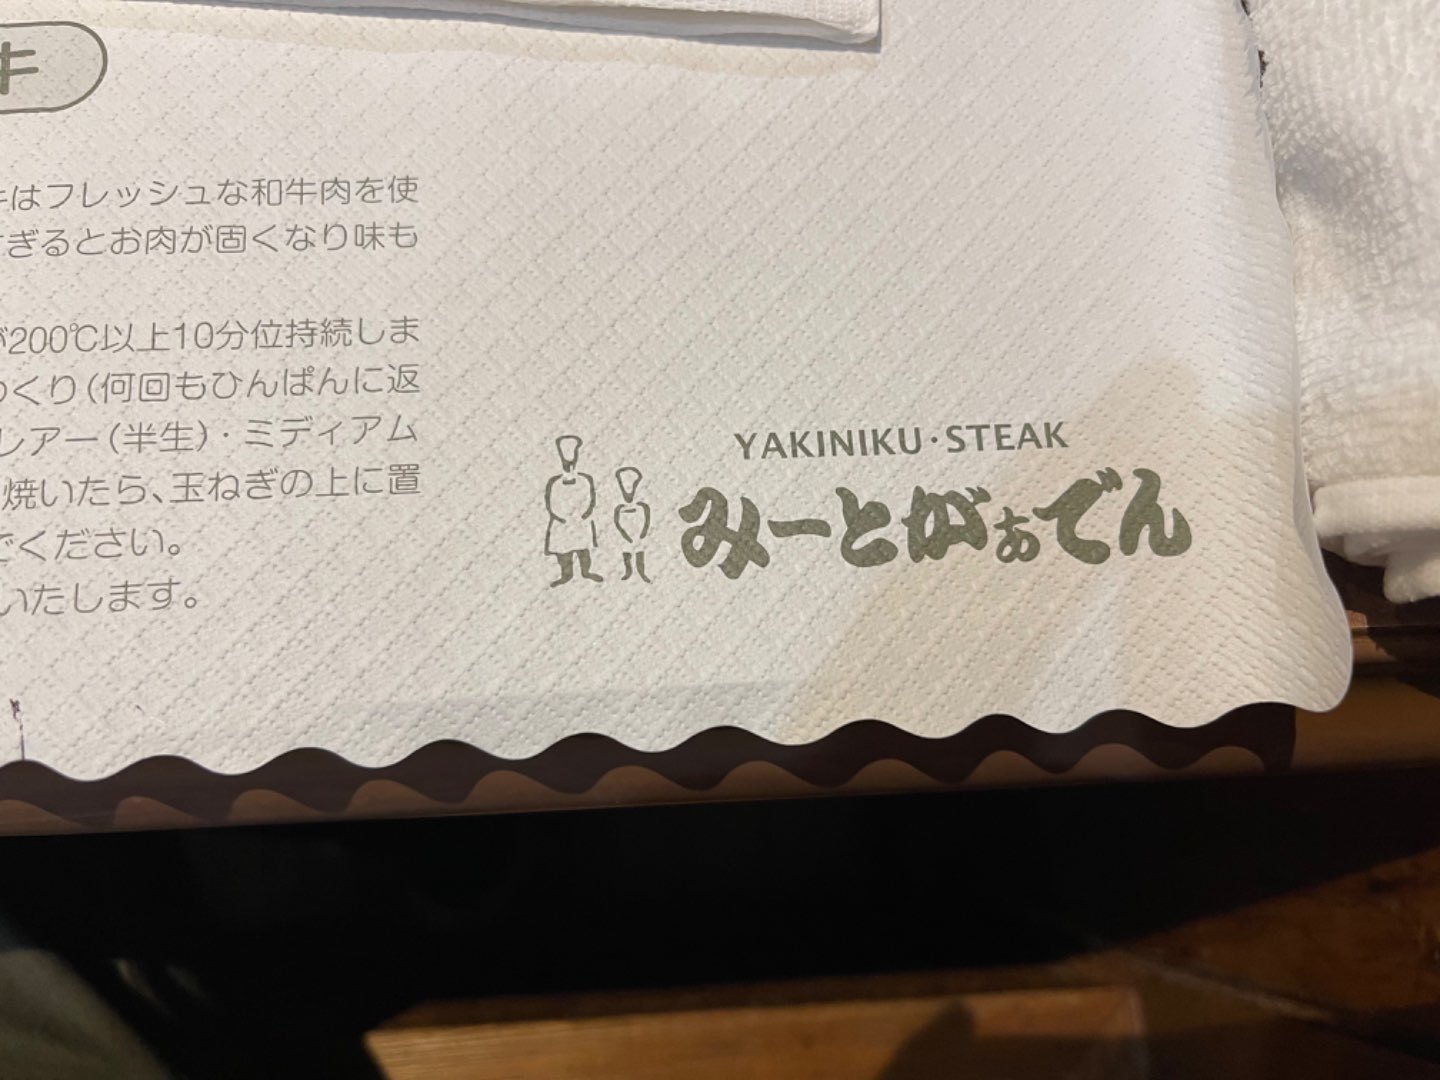 牛
はフレッシュな和牛肉を使
ぎるとお肉が固くなり味も
が200℃以上10分位持続しま
くり(何回もひんぱんに返
レアー(半生)・ミディアム
焼いたら、玉ねぎの上に置
ください。
いたします。
YAKINIKU・STEAK
みーとがぁでん